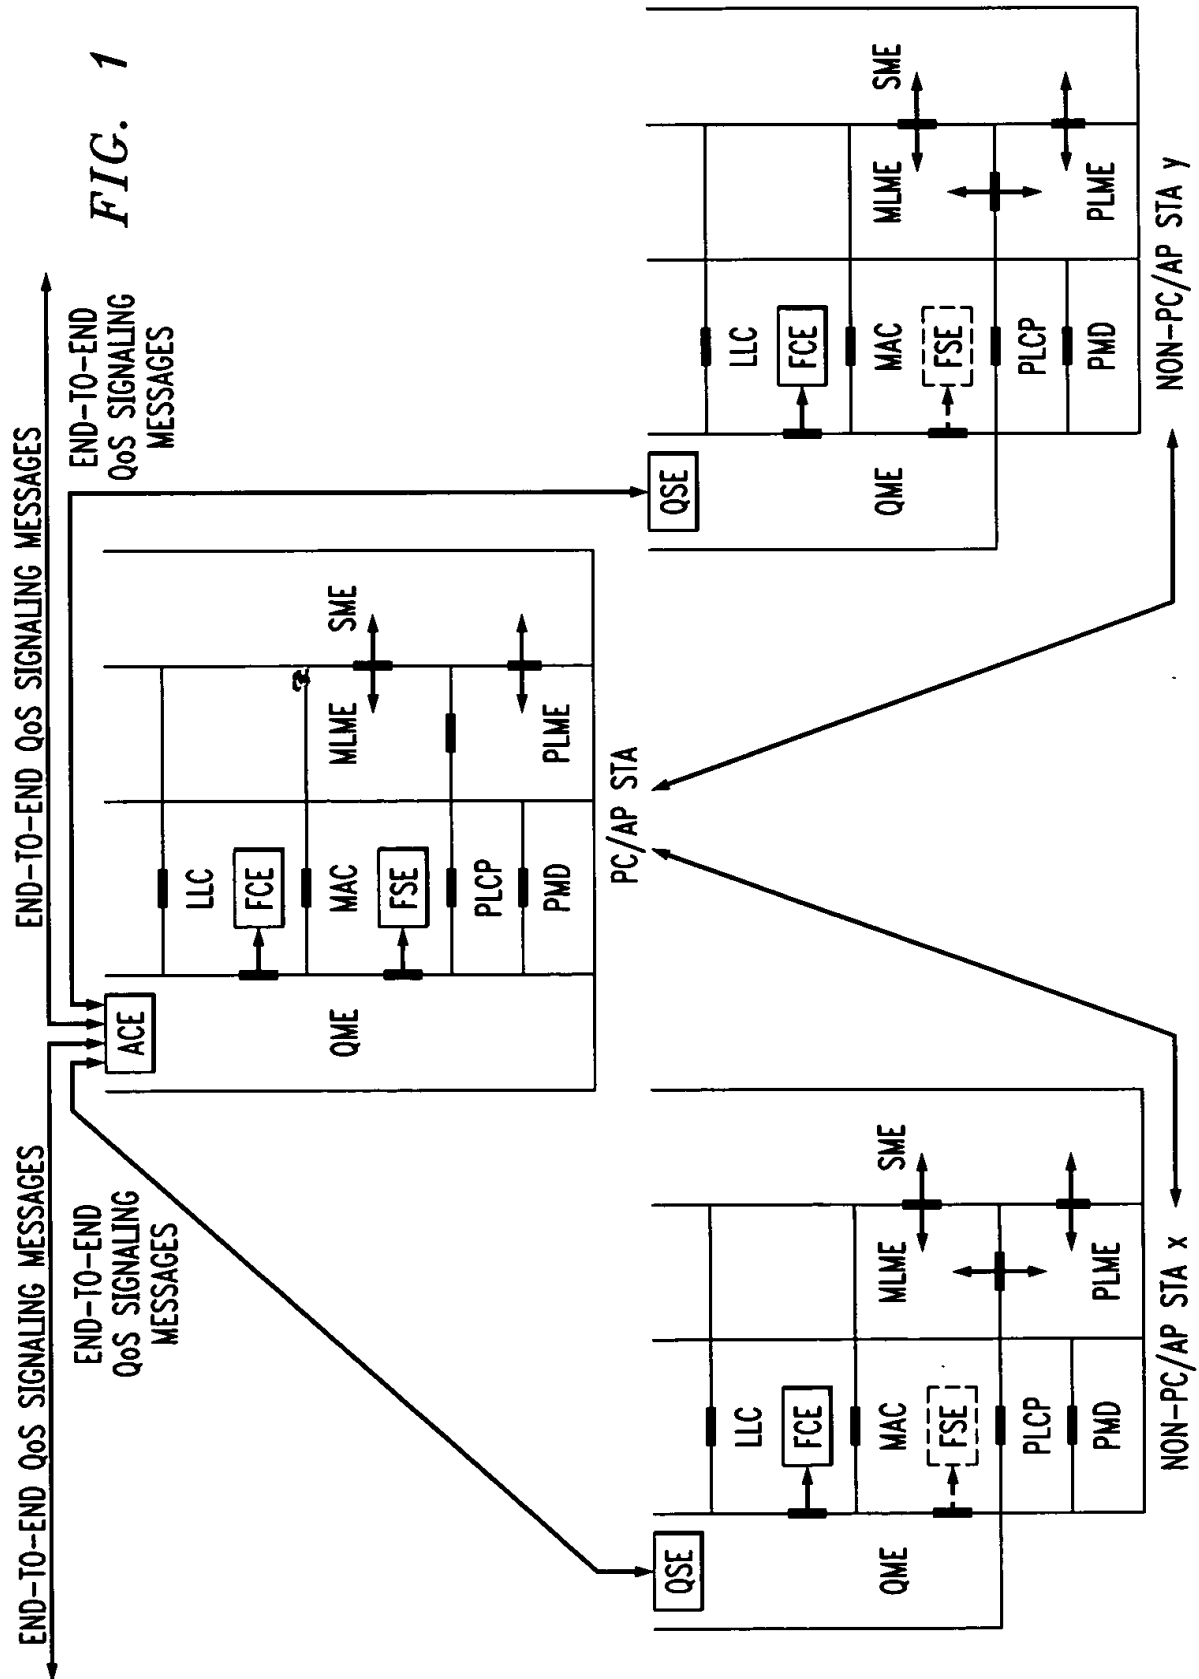 FIG. 1
END-TO-END QoS SIGNALING MESSAGES
END-TO-END QoS SIGNALING MESSAGES
END-TO-END
QoS SIGNALING
MESSAGES
END-TO-END
QoS SIGNALING
MESSAGES
ACE
QME
LLC
FCE
MAC
FSE
PLCP
PMD
MLME
PLME
SME
PC/AP STA
QSE
QME
LLC
FCE
MAC
FSE
PLCP
PMD
MLME
PLME
SME
NON-PC/AP STA x
QSE
QME
LLC
FCE
MAC
FSE
PLCP
PMD
MLME
PLME
SME
NON-PC/AP STA y